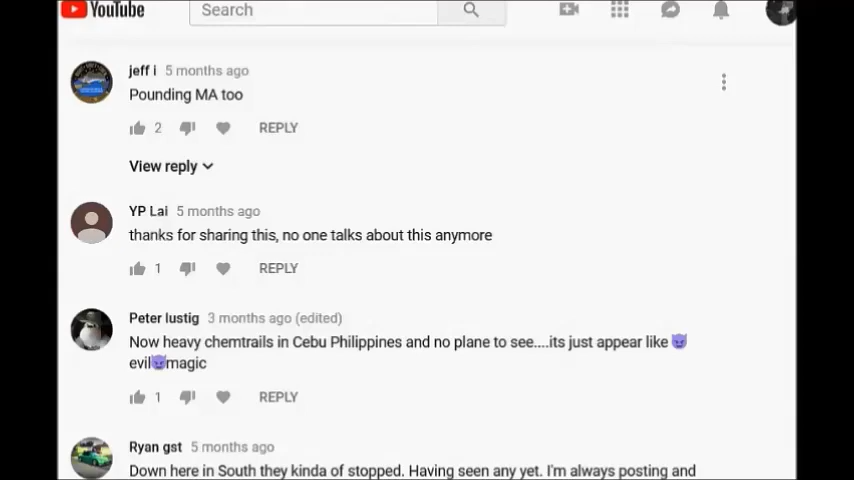 YouTube
Search
jeff i 5 months ago
Pounding MA too
2 REPLY
View reply
YP Lai 5 months ago
thanks for sharing this, no one talks about this anymore
1 REPLY
Peter lustig 3 months ago (edited)
Now heavy chemtrails in Cebu Philippines and no plane to see....its just appear like 😈
evil😈magic
1 REPLY
Ryan gst 5 months ago
Down here in South they kinda of stopped. Having seen any yet. I'm always posting and